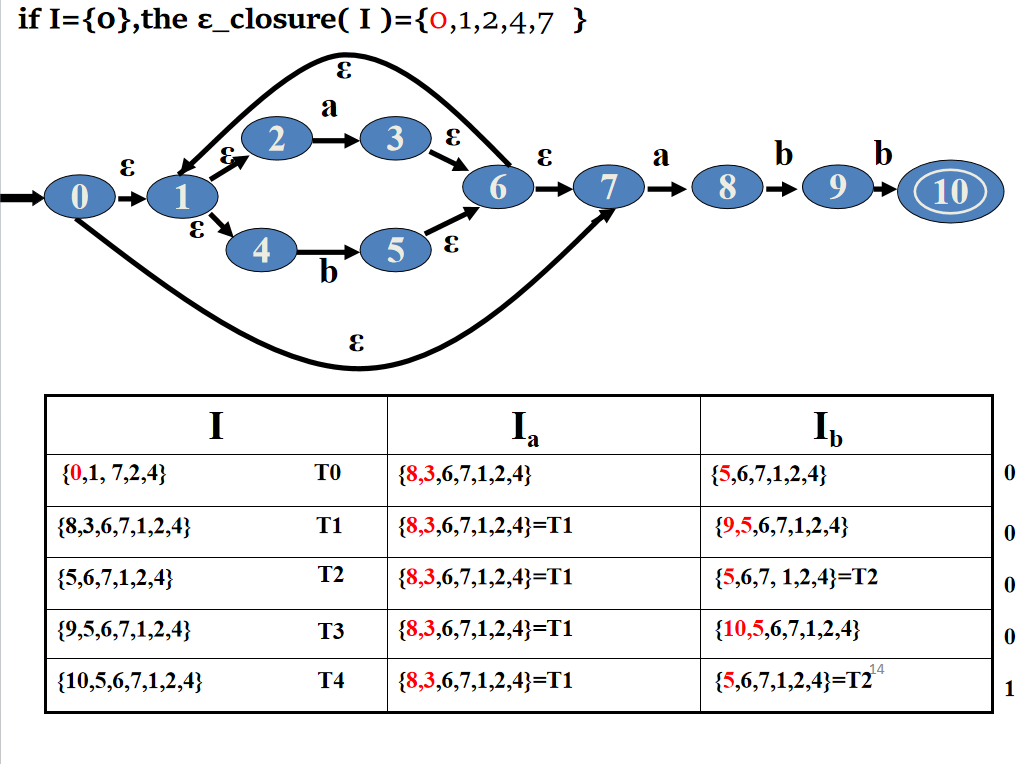 if I={0},the ε_closure( I )={0,1,2,4,7 }
ε
a
2
3
ε
ε
ε
ε
a
b
b
0
1
6
7
8
9
10
ε
4
5
ε
b
ε
I
Ia
Ib
{0,1, 7,2,4} T0 {8,3,6,7,1,2,4} {5,6,7,1,2,4} 0
{8,3,6,7,1,2,4} T1 {8,3,6,7,1,2,4}=T1 {9,5,6,7,1,2,4} 0
{5,6,7,1,2,4} T2 {8,3,6,7,1,2,4}=T1 {5,6,7, 1,2,4}=T2 0
{9,5,6,7,1,2,4} T3 {8,3,6,7,1,2,4}=T1 {10,5,6,7,1,2,4} 0
{10,5,6,7,1,2,4} T4 {8,3,6,7,1,2,4}=T1 {5,6,7,1,2,4}=T2 1
14